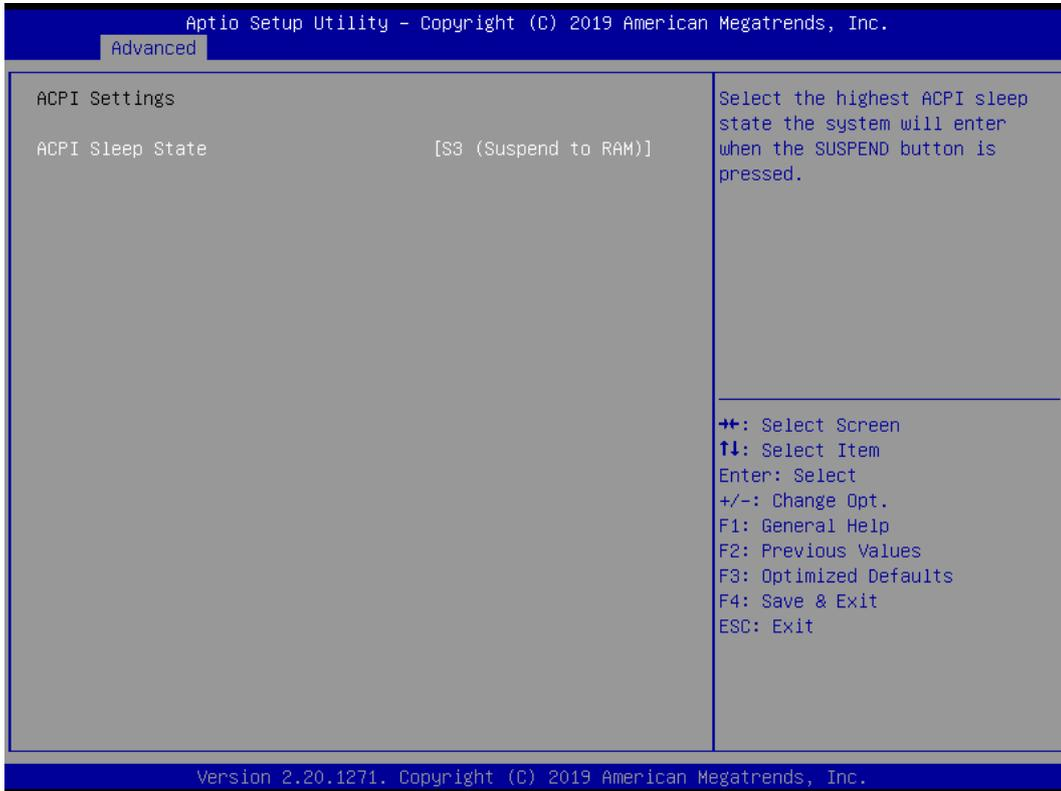 Aptio Setup Utility – Copyright (C) 2019 American Megatrends, Inc.
Advanced
ACPI Settings
ACPI Sleep State [S3 (Suspend to RAM)]
Select the highest ACPI sleep
state the system will enter
when the SUSPEND button is
pressed.
→←: Select Screen
↑↓: Select Item
Enter: Select
+/-: Change Opt.
F1: General Help
F2: Previous Values
F3: Optimized Defaults
F4: Save & Exit
ESC: Exit
Version 2.20.1271. Copyright (C) 2019 American Megatrends, Inc.